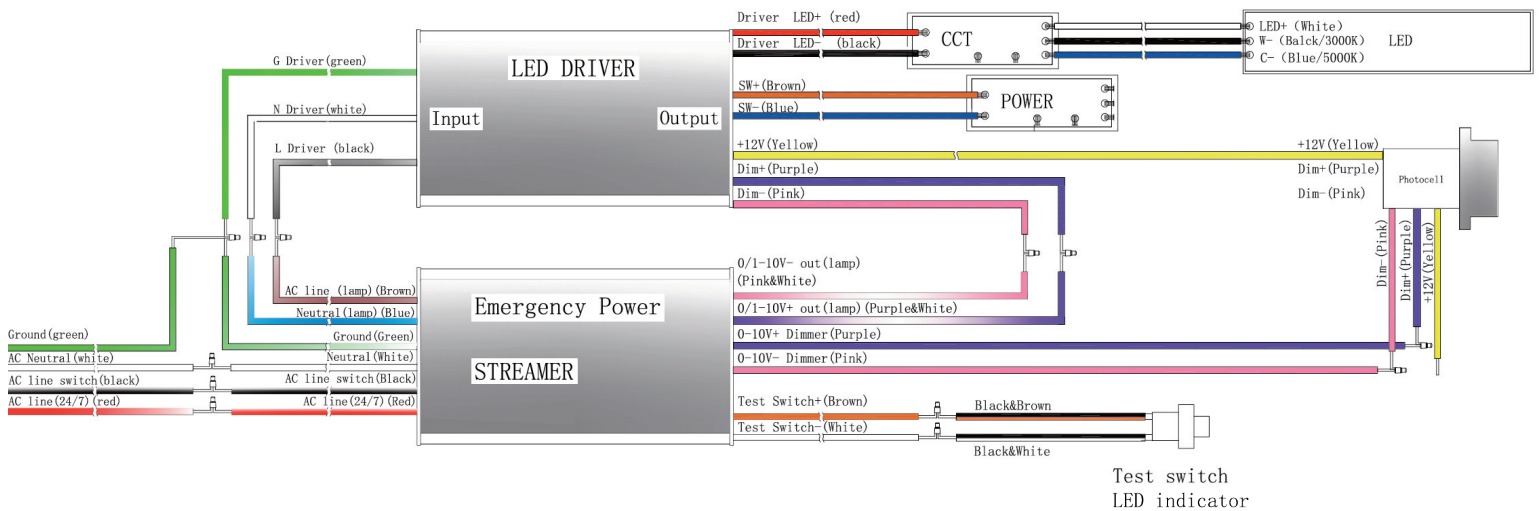 Driver LED+ (red)
Driver LED- (black)
CCT
LED+ (White)
W- (Balck/3000K)
C- (Blue/5000K)
LED
G Driver(green)
LED DRIVER
SW+(Brown)
SW-(Blue)
POWER
N Driver(white)
Input
Output
L Driver (black)
+12V(Yellow)
Dim+(Purple)
Dim-(Pink)
+12V(Yellow)
Dim+(Purple)
Dim-(Pink)
Photocell
Dim-(Pink)
Dim+(Purple)
+12V(Yellow)
0/1-10V- out(lamp)
(Pink&White)
AC line (lamp)(Brown)
Emergency Power
0/1-10V+ out(lamp)(Purple&White)
Neutral(lamp)(Blue)
Ground(green)
Ground(Green)
0-10V+ Dimmer(Purple)
AC Neutral(white)
Neutral(White)
0-10V- Dimmer(Pink)
STREAMER
AC line switch(black)
AC line switch(Black)
AC line(24/7)(red)
AC line(24/7)(Red)
Test Switch+(Brown)
Black&Brown
Test Switch-(White)
Black&White
Test switch
LED indicator